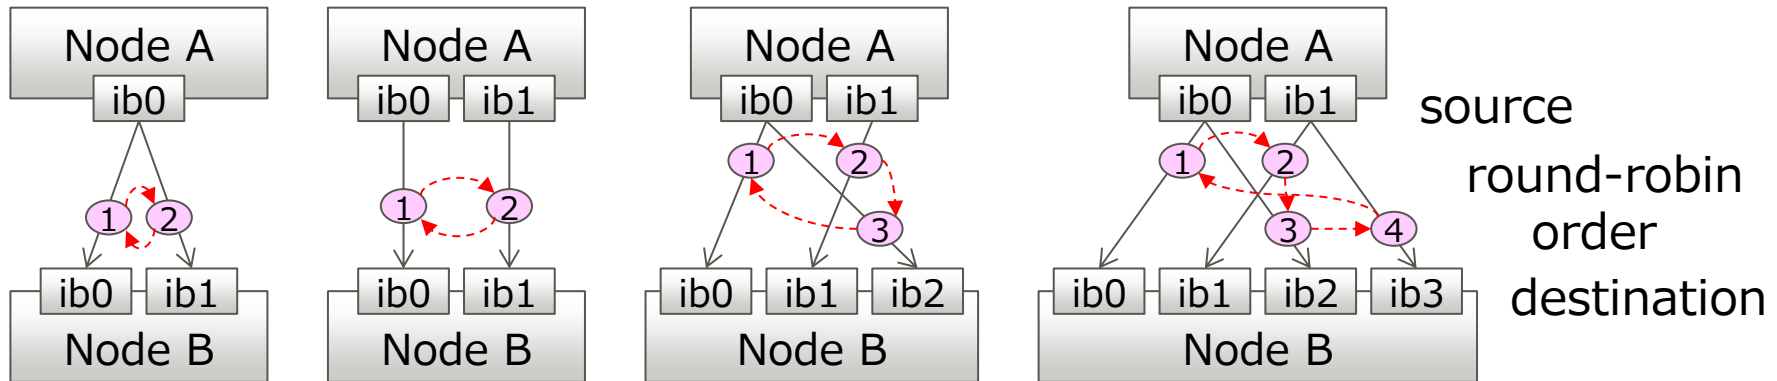 Node A
ib0
1 2
ib0 ib1
Node B
Node A
ib0 ib1
1 2
ib0 ib1
Node B
Node A
ib0 ib1
1 2
3
ib0 ib1 ib2
Node B
Node A
ib0 ib1
1 2
3 4
ib0 ib1 ib2 ib3
Node B
source
round-robin
order
destination